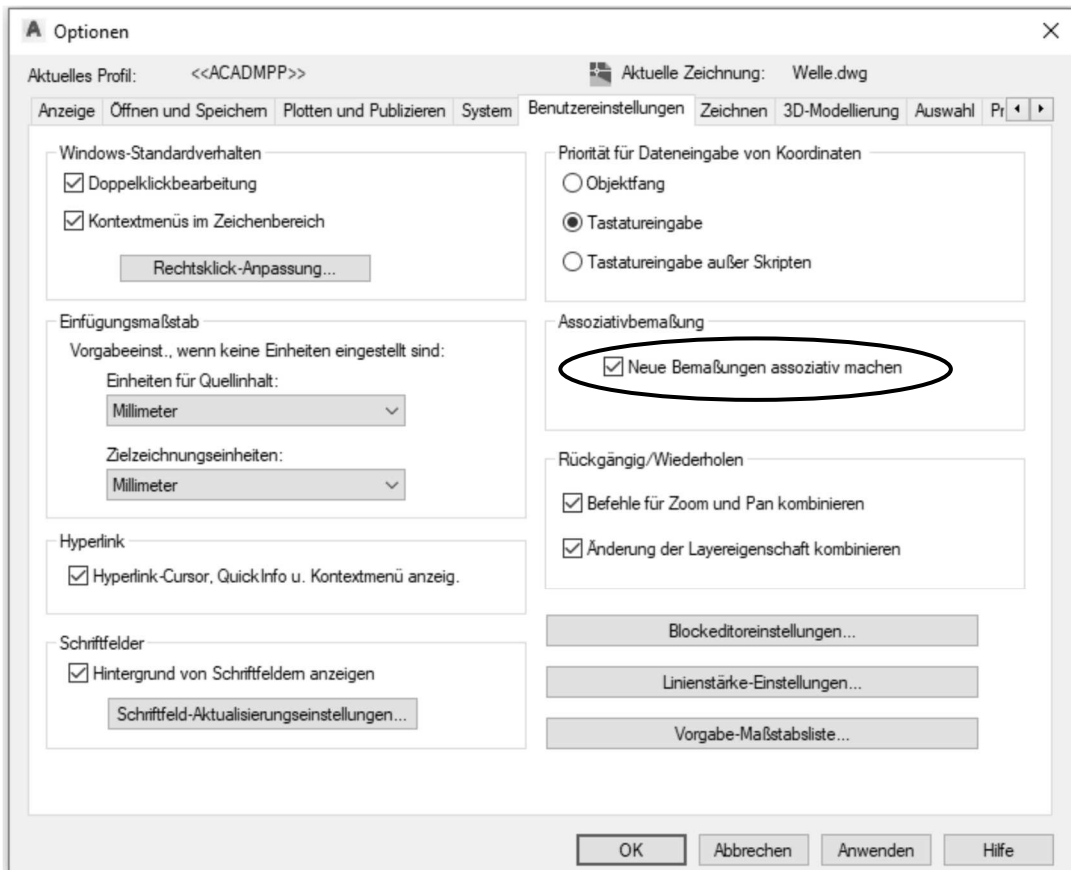 Optionen
Aktuelles Profil: <<ACADMPP>> Aktuelle Zeichnung: Welle.dwg
Anzeige Öffnen und Speichern Plotten und Publizieren System Benutzereinstellungen Zeichnen 3D-Modellierung Auswahl Pr
Windows-Standardverhalten
Doppelklickbearbeitung
Kontextmenüs im Zeichenbereich
Rechtsklick-Anpassung...
Einfügungsmaßstab
Vorgabeeinst., wenn keine Einheiten eingestellt sind:
Einheiten für Quellinhalt:
Millimeter
Zielzeichnungseinheiten:
Millimeter
Hyperlink
Hyperlink-Cursor, QuickInfo u. Kontextmenü anzeig.
Schriftfelder
Hintergrund von Schriftfeldern anzeigen
Schriftfeld-Aktualisierungseinstellungen...
Priorität für Dateneingabe von Koordinaten
Objektfang
Tastatureingabe
Tastatureingabe außer Skripten
Assoziativbemaßung
Neue Bemaßungen assoziativ machen
Rückgängig/Wiederholen
Befehle für Zoom und Pan kombinieren
Änderung der Layereigenschaft kombinieren
Blockeditoreinstellungen...
Linienstärke-Einstellungen...
Vorgabe-Maßstabsliste...
OK Abbrechen Anwenden Hilfe